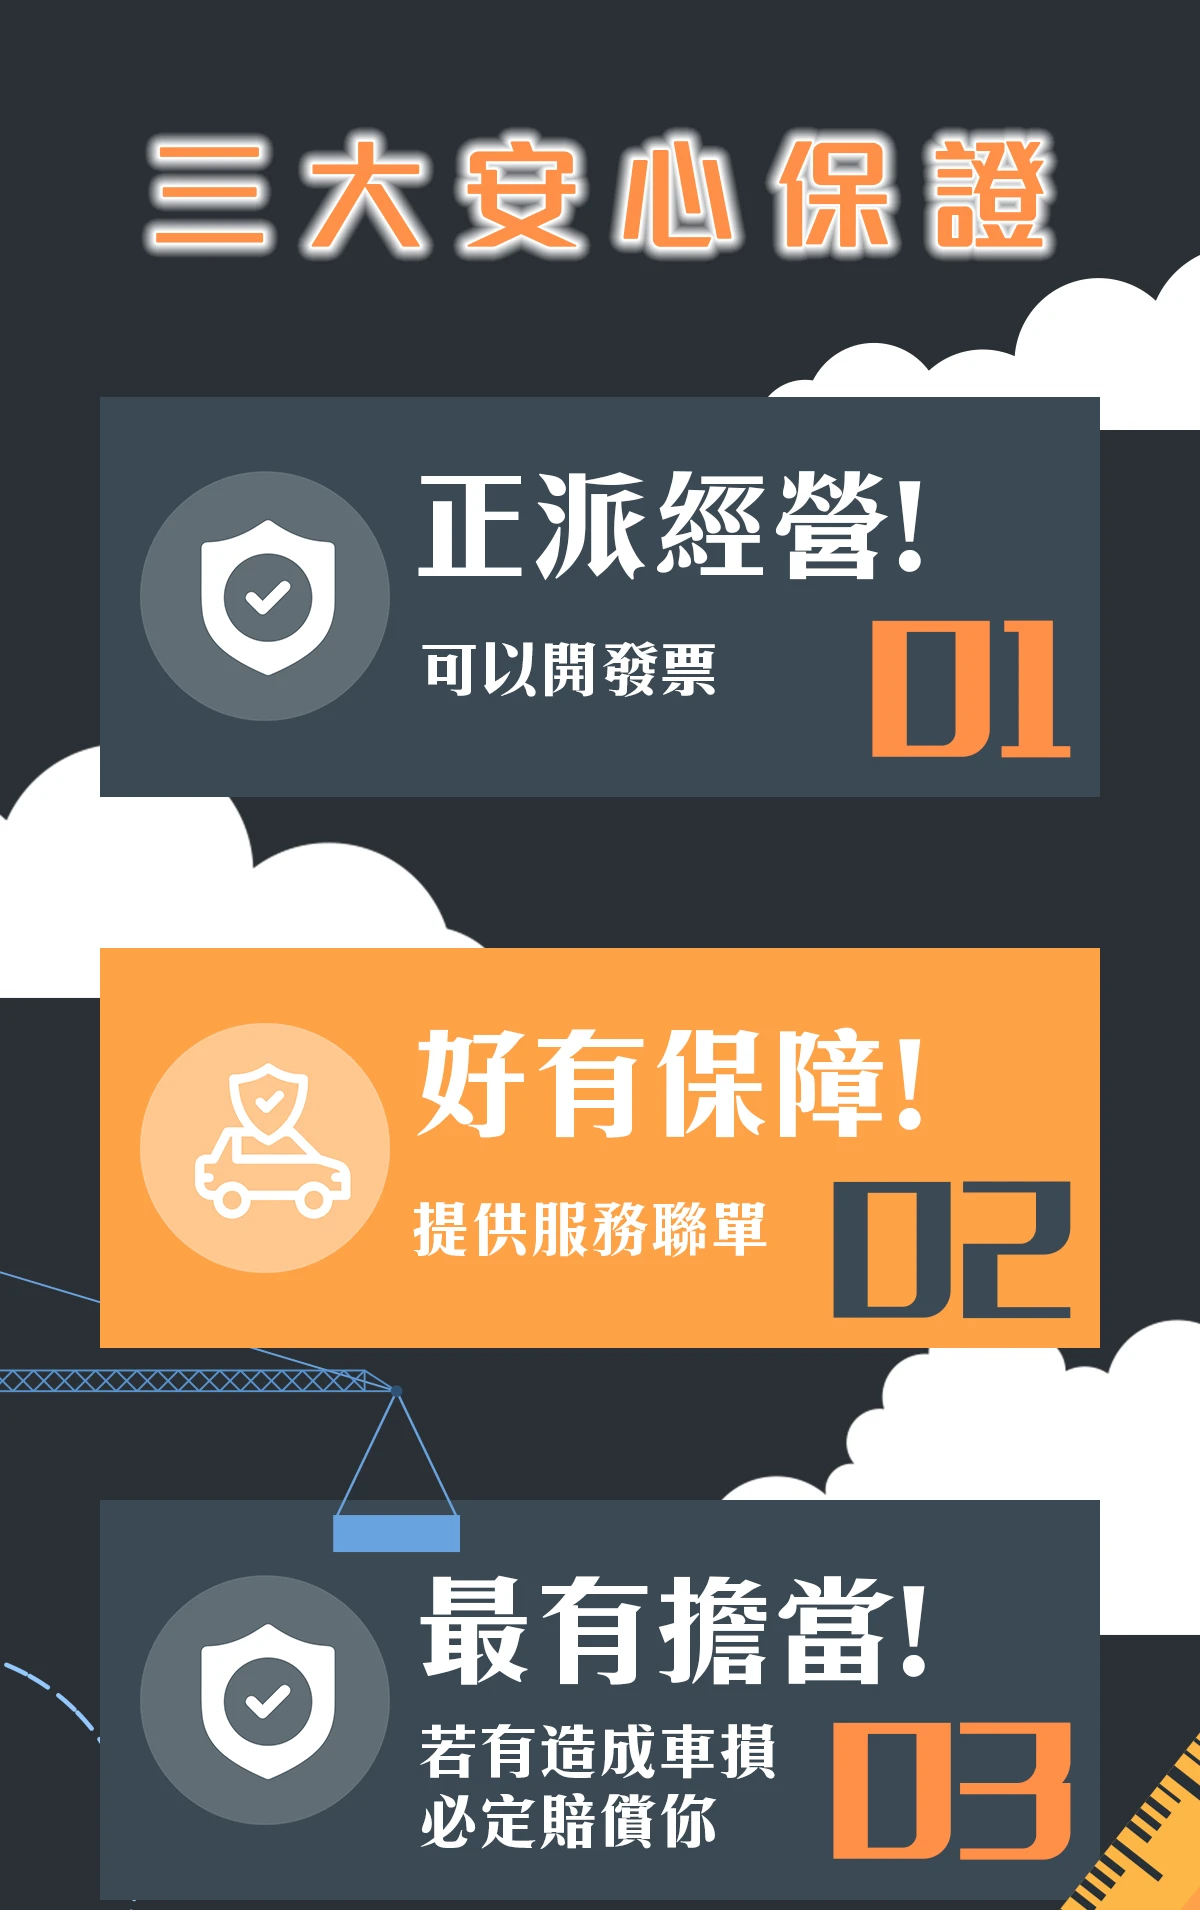 三大安心保證
正派經營!
可以開發票
01
好有保障!
提供服務聯單
02
最有擔當!
若有造成車損
必定賠償你
03